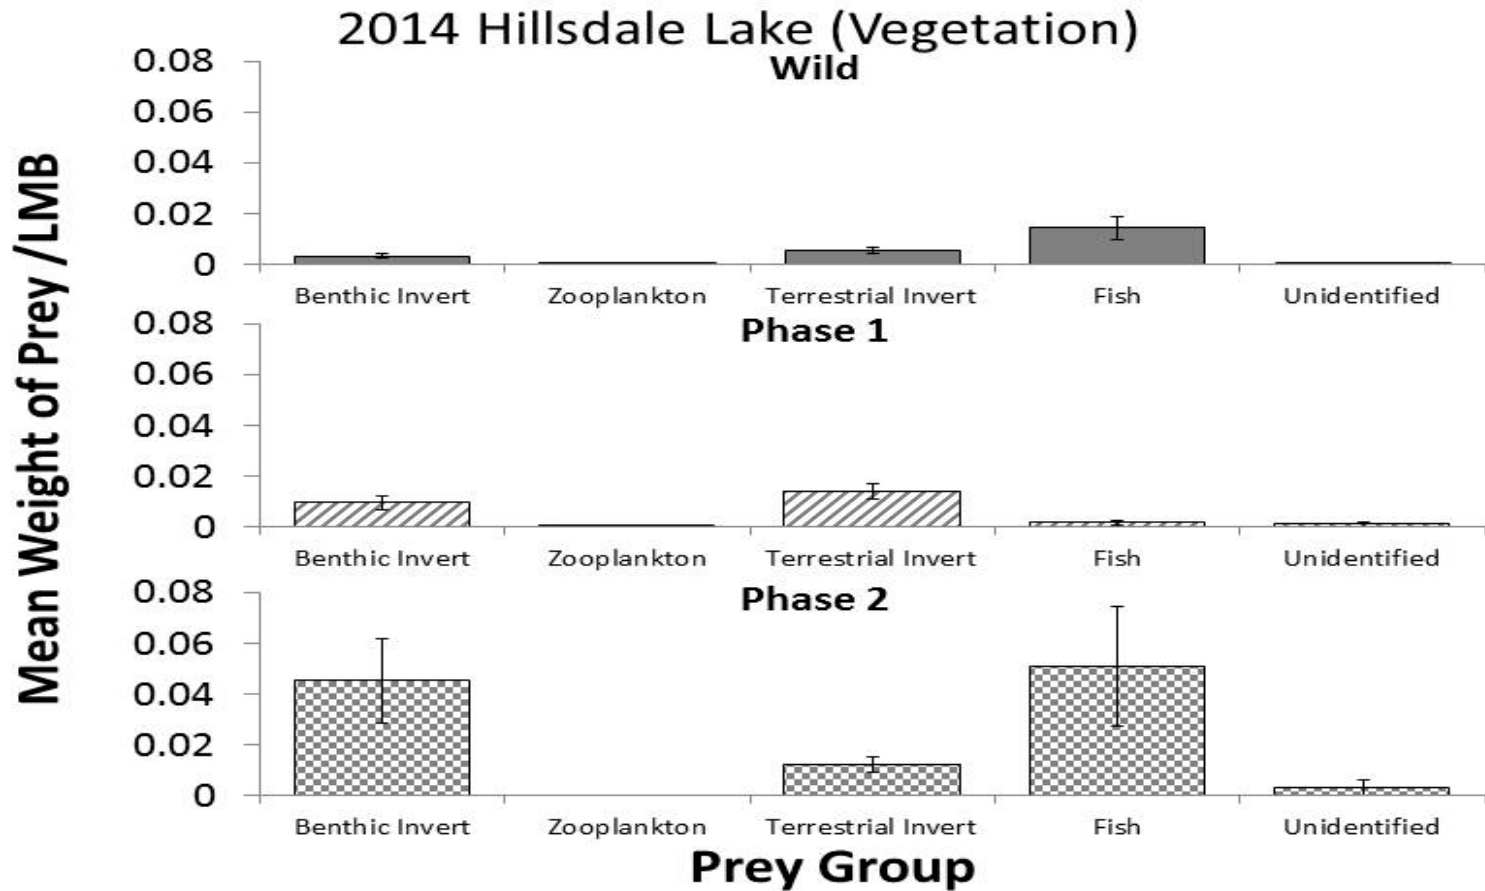 2014 Hillsdale Lake (Vegetation)
Mean Weight of Prey /LMB
Wild
0.08
0.06
0.04
0.02
0
Benthic Invert Zooplankton Terrestrial Invert Fish Unidentified
Phase 1
0.08
0.06
0.04
0.02
0
Benthic Invert Zooplankton Terrestrial Invert Fish Unidentified
Phase 2
0.08
0.06
0.04
0.02
0
Benthic Invert Zooplankton Terrestrial Invert Fish Unidentified
Prey Group